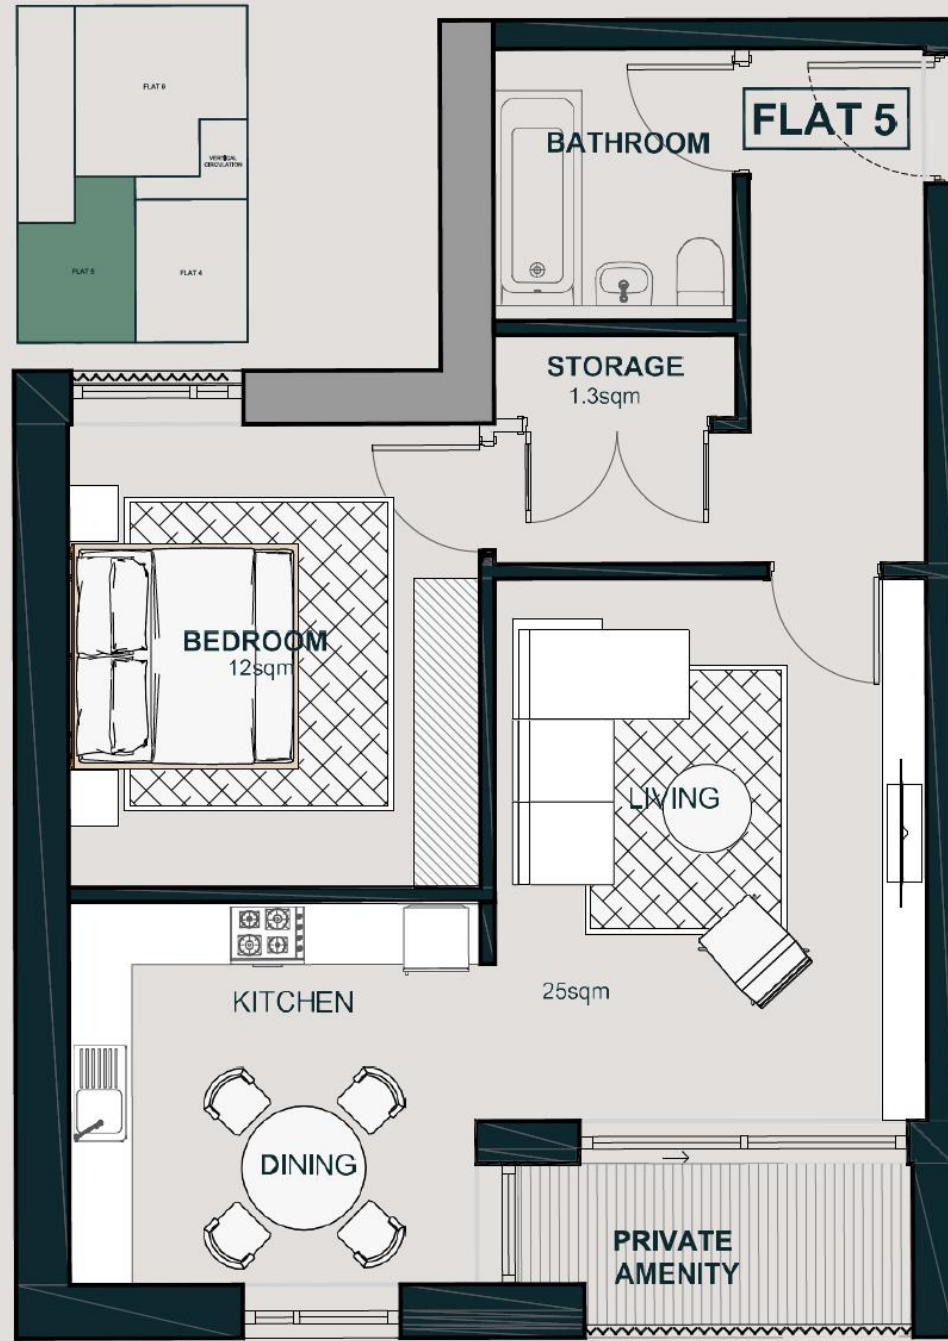 FLAT 6
VERTICAL
CIRCULATION
FLAT 5
FLAT 4
BATHROOM
FLAT 5
STORAGE
1.3sqm
BEDROOM
12sqm
LIVING
25sqm
KITCHEN
DINING
PRIVATE
AMENITY